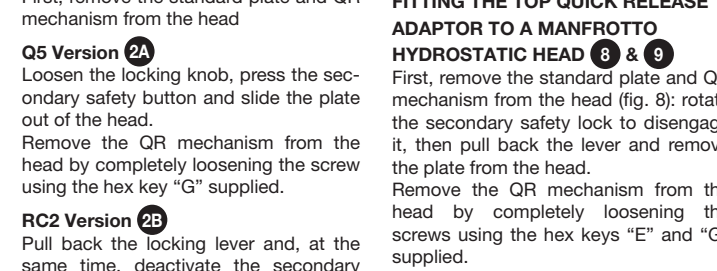 First, remove the standard plate and QR
mechanism from the head
Q5 Version 2A
Loosen the locking knob, press the sec-
ondary safety button and slide the plate
out of the head.
Remove the QR mechanism from the
head by completely loosening the screw
using the hex key “G” supplied.
RC2 Version 2B
Pull back the locking lever and, at the
same time, deactivate the secondary
FITTING THE TOP QUICK RELEASE
ADAPTOR TO A MANFROTTO
HYDROSTATIC HEAD 8 & 9
First, remove the standard plate and Q
mechanism from the head (fig. 8): rotat
the secondary safety lock to disengag
it, then pull back the lever and remov
the plate from the head.
Remove the QR mechanism from th
head by completely loosening th
screws using the hex keys “E” and “G
supplied.